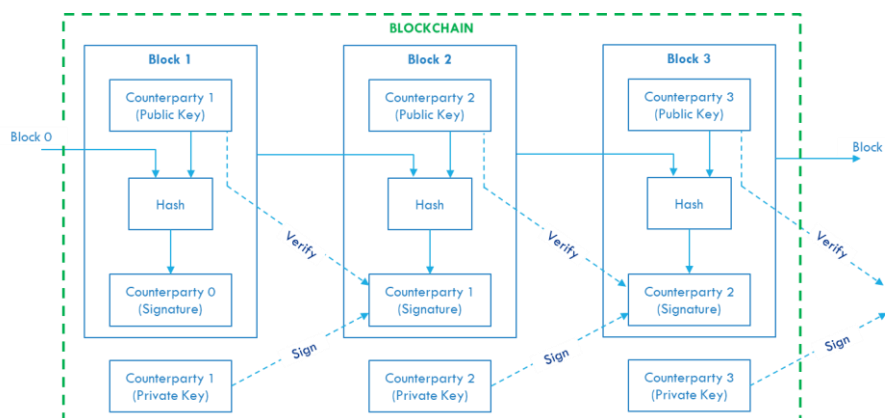 BLOCKCHAIN
Block 1
Block 2
Block 3
Counterparty 1
(Public Key)
Counterparty 2
(Public Key)
Counterparty 3
(Public Key)
Block 0
Block
Hash
Hash
Hash
Verify
Verify
Verify
Counterparty 0
(Signature)
Counterparty 1
(Signature)
Counterparty 2
(Signature)
Sign
Sign
Sign
Counterparty 1
(Private Key)
Counterparty 2
(Private Key)
Counterparty 3
(Private Key)